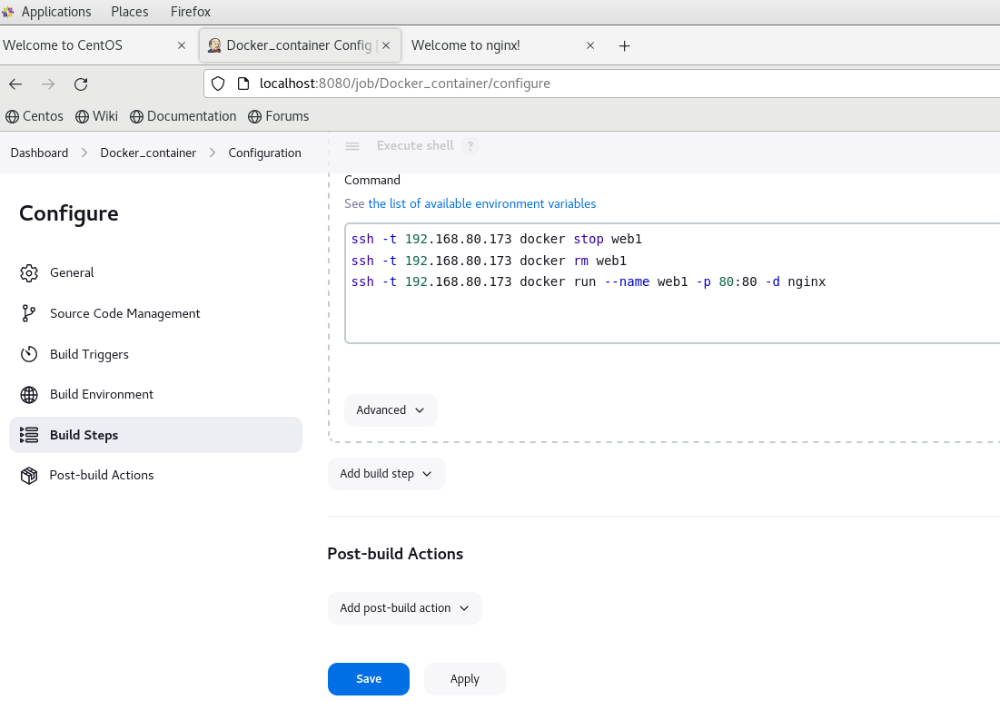 Applications Places Firefox
Welcome to CentOS × Docker_container Config [ × Welcome to nginx! × +
localhost:8080/job/Docker_container/configure
Centos Wiki Documentation Forums
Dashboard Docker_container Configuration
Execute shell ?
Command
See the list of available environment variables
Configure
General
Source Code Management
Build Triggers
Build Environment
Build Steps
Post-build Actions
ssh -t 192.168.80.173 docker stop web1
ssh -t 192.168.80.173 docker rm web1
ssh -t 192.168.80.173 docker run --name web1 -p 80:80 -d nginx
Advanced
Add build step
Post-build Actions
Add post-build action
Save Apply